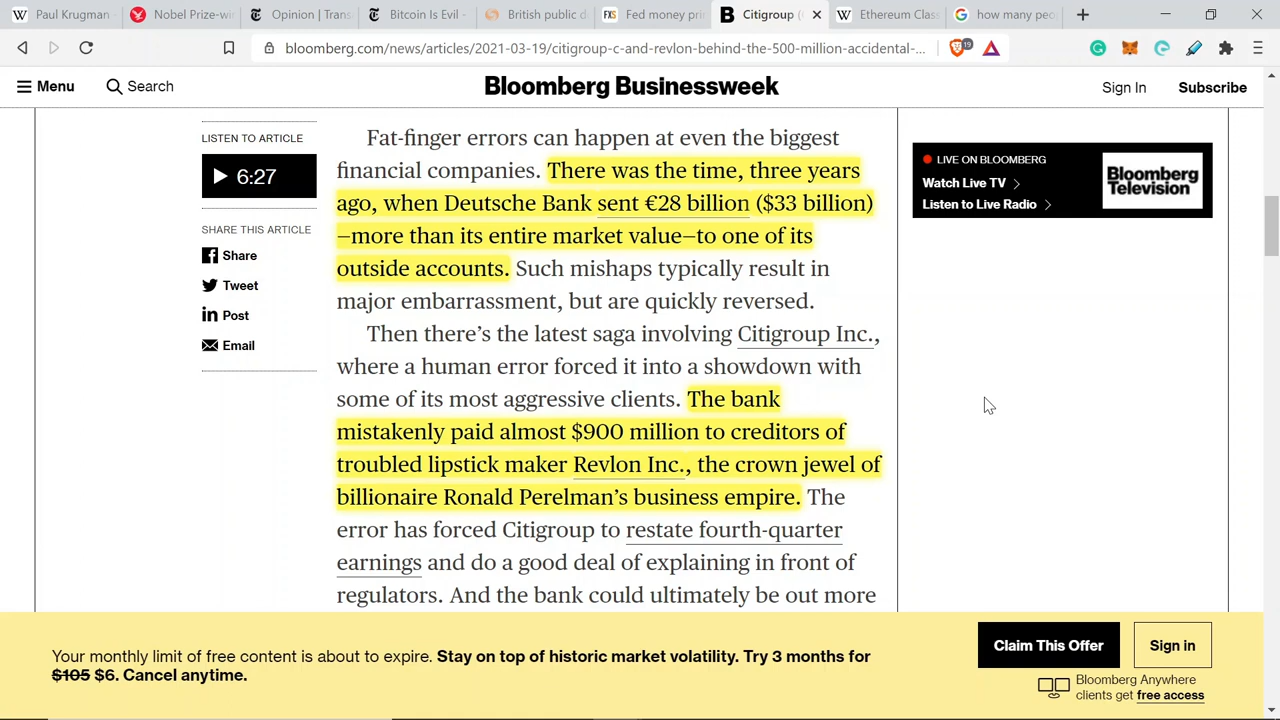 Paul Krugman (
Nobel Prize-wi
Opinion | Trans
Bitcoin Is Evil -
British public d
Fed money pri
Citigroup (
Ethereum Class
how many peo
bloomberg.com/news/articles/2021-03-19/citigroup-c-and-revlon-behind-the-500-million-accidental-...
19
Menu
Search
Bloomberg Businessweek
Sign In
Subscribe
LISTEN TO ARTICLE
6:27
SHARE THIS ARTICLE
Share
Tweet
Post
Email
Fat-finger errors can happen at even the biggest
financial companies. There was the time, three years
ago, when Deutsche Bank sent €28 billion ($33 billion)
—more than its entire market value—to one of its
outside accounts. Such mishaps typically result in
major embarrassment, but are quickly reversed.
Then there’s the latest saga involving Citigroup Inc.,
where a human error forced it into a showdown with
some of its most aggressive clients. The bank
mistakenly paid almost $900 million to creditors of
troubled lipstick maker Revlon Inc., the crown jewel of
billionaire Ronald Perelman’s business empire. The
error has forced Citigroup to restate fourth-quarter
earnings and do a good deal of explaining in front of
regulators. And the bank could ultimately be out more
LIVE ON BLOOMBERG
Watch Live TV
Listen to Live Radio
Bloomberg
Television
Your monthly limit of free content is about to expire. Stay on top of historic market volatility. Try 3 months for
$105 $6. Cancel anytime.
Claim This Offer
Sign in
Bloomberg Anywhere
clients get free access